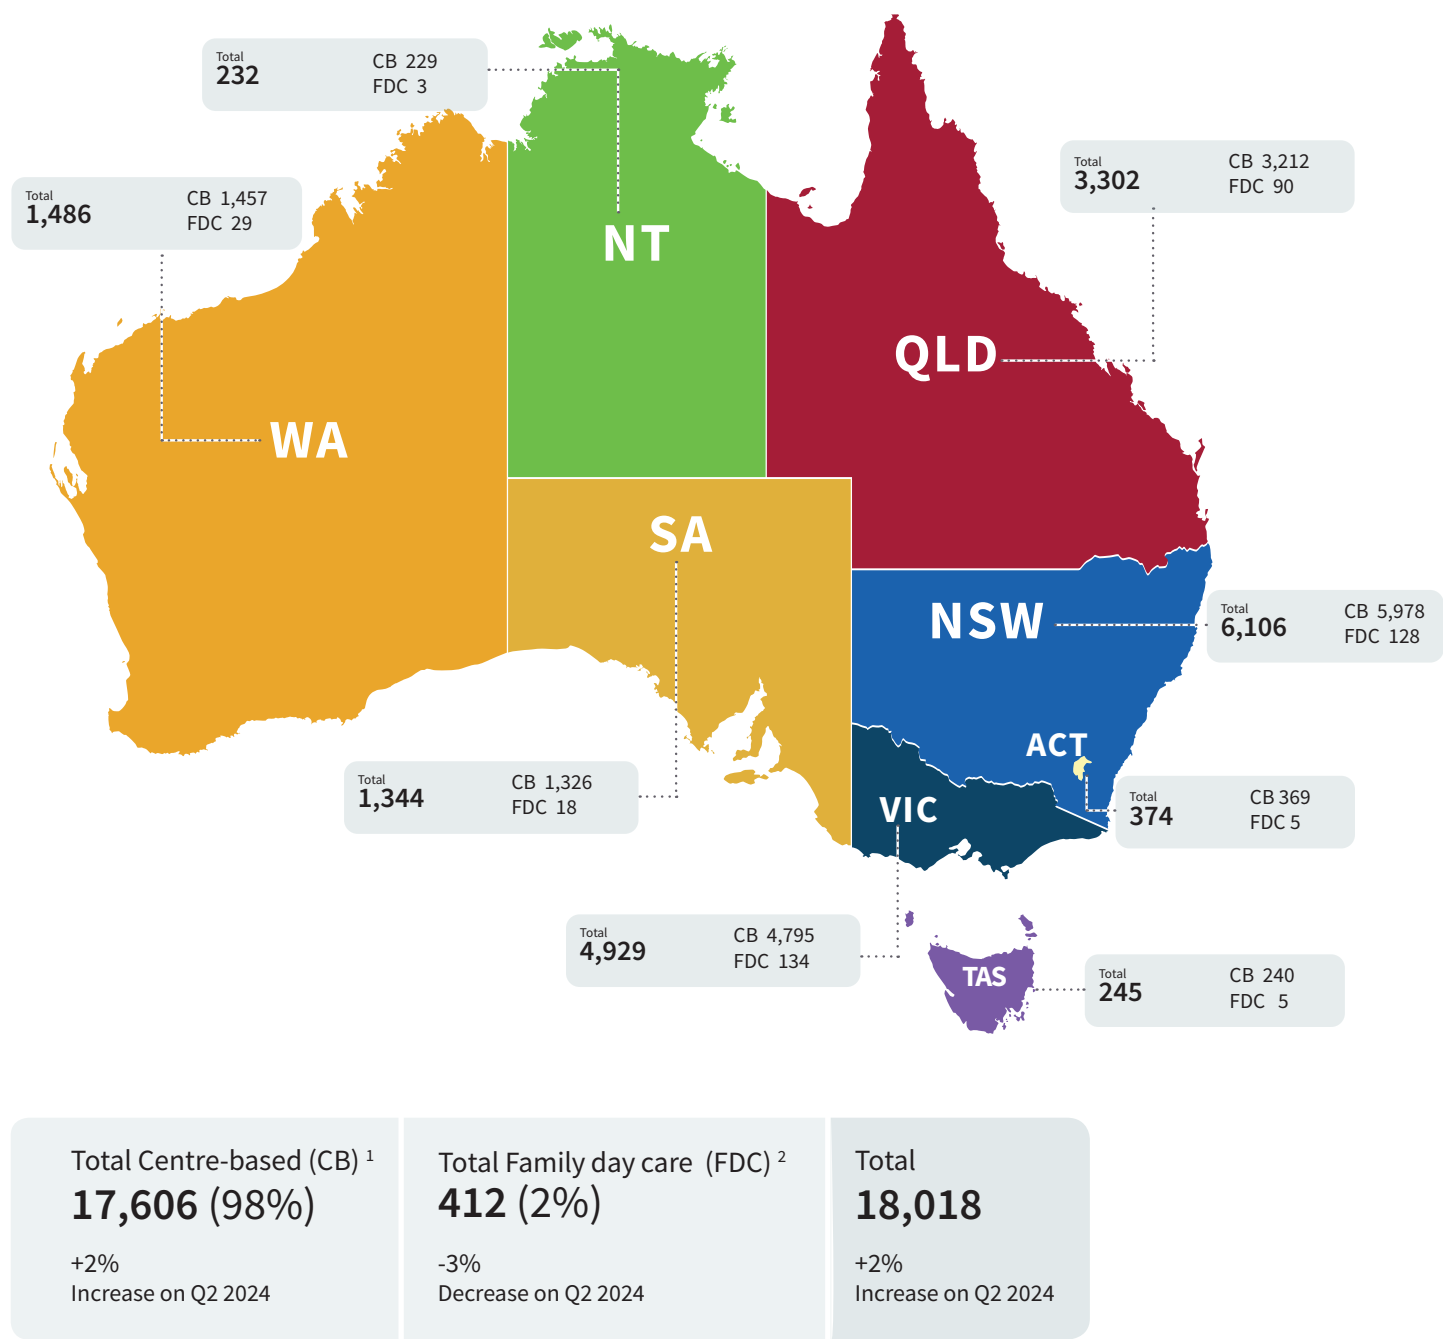 Total
232
CB 229
FDC 3
Total
1,486
CB 1,457
FDC 29
Total
3,302
CB 3,212
FDC 90
NT
QLD
WA
SA
NSW
Total
6,106
CB 5,978
FDC 128
ACT
Total
1,344
CB 1,326
FDC 18
VIC
Total
374
CB 369
FDC 5
Total
4,929
CB 4,795
FDC 134
TAS
Total
245
CB 240
FDC 5
Total Centre-based (CB) 1
17,606 (98%)
+2%
Increase on Q2 2024
Total Family day care (FDC) 2
412 (2%)
-3%
Decrease on Q2 2024
Total
18,018
+2%
Increase on Q2 2024